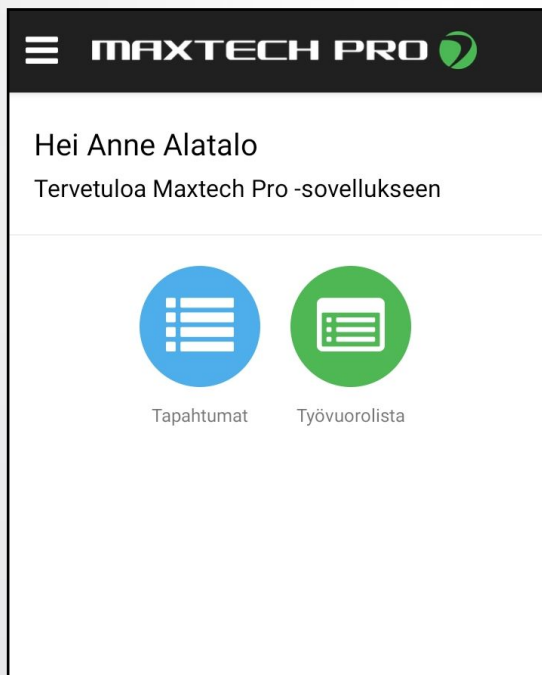 MAXTECH PRO
Hei Anne Alatalo
Tervetuloa Maxtech Pro -sovellukseen
Tapahtumat
Työvuorolista